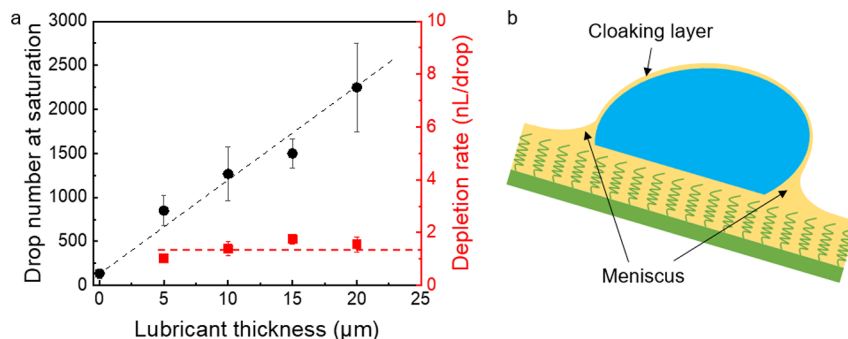 a
3000
2500
2000
1500
1000
500
0
Drop number at saturation
0 5 10 15 20 25
Lubricant thickness (μm)
10
8
6
4
2
0
Depletion rate (nL/drop)
b
Cloaking layer
Meniscus